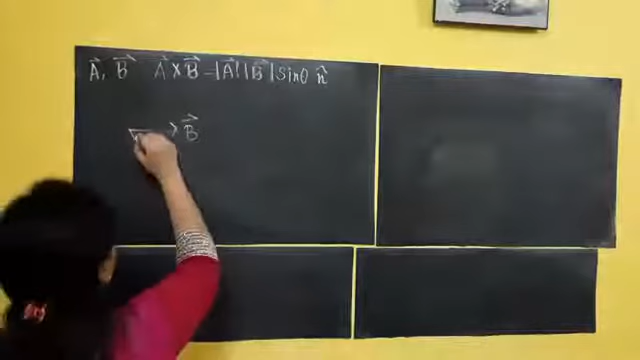 A⃗, B⃗ A⃗ × B⃗ = |A⃗| |B⃗| sinθ n̂
B⃗